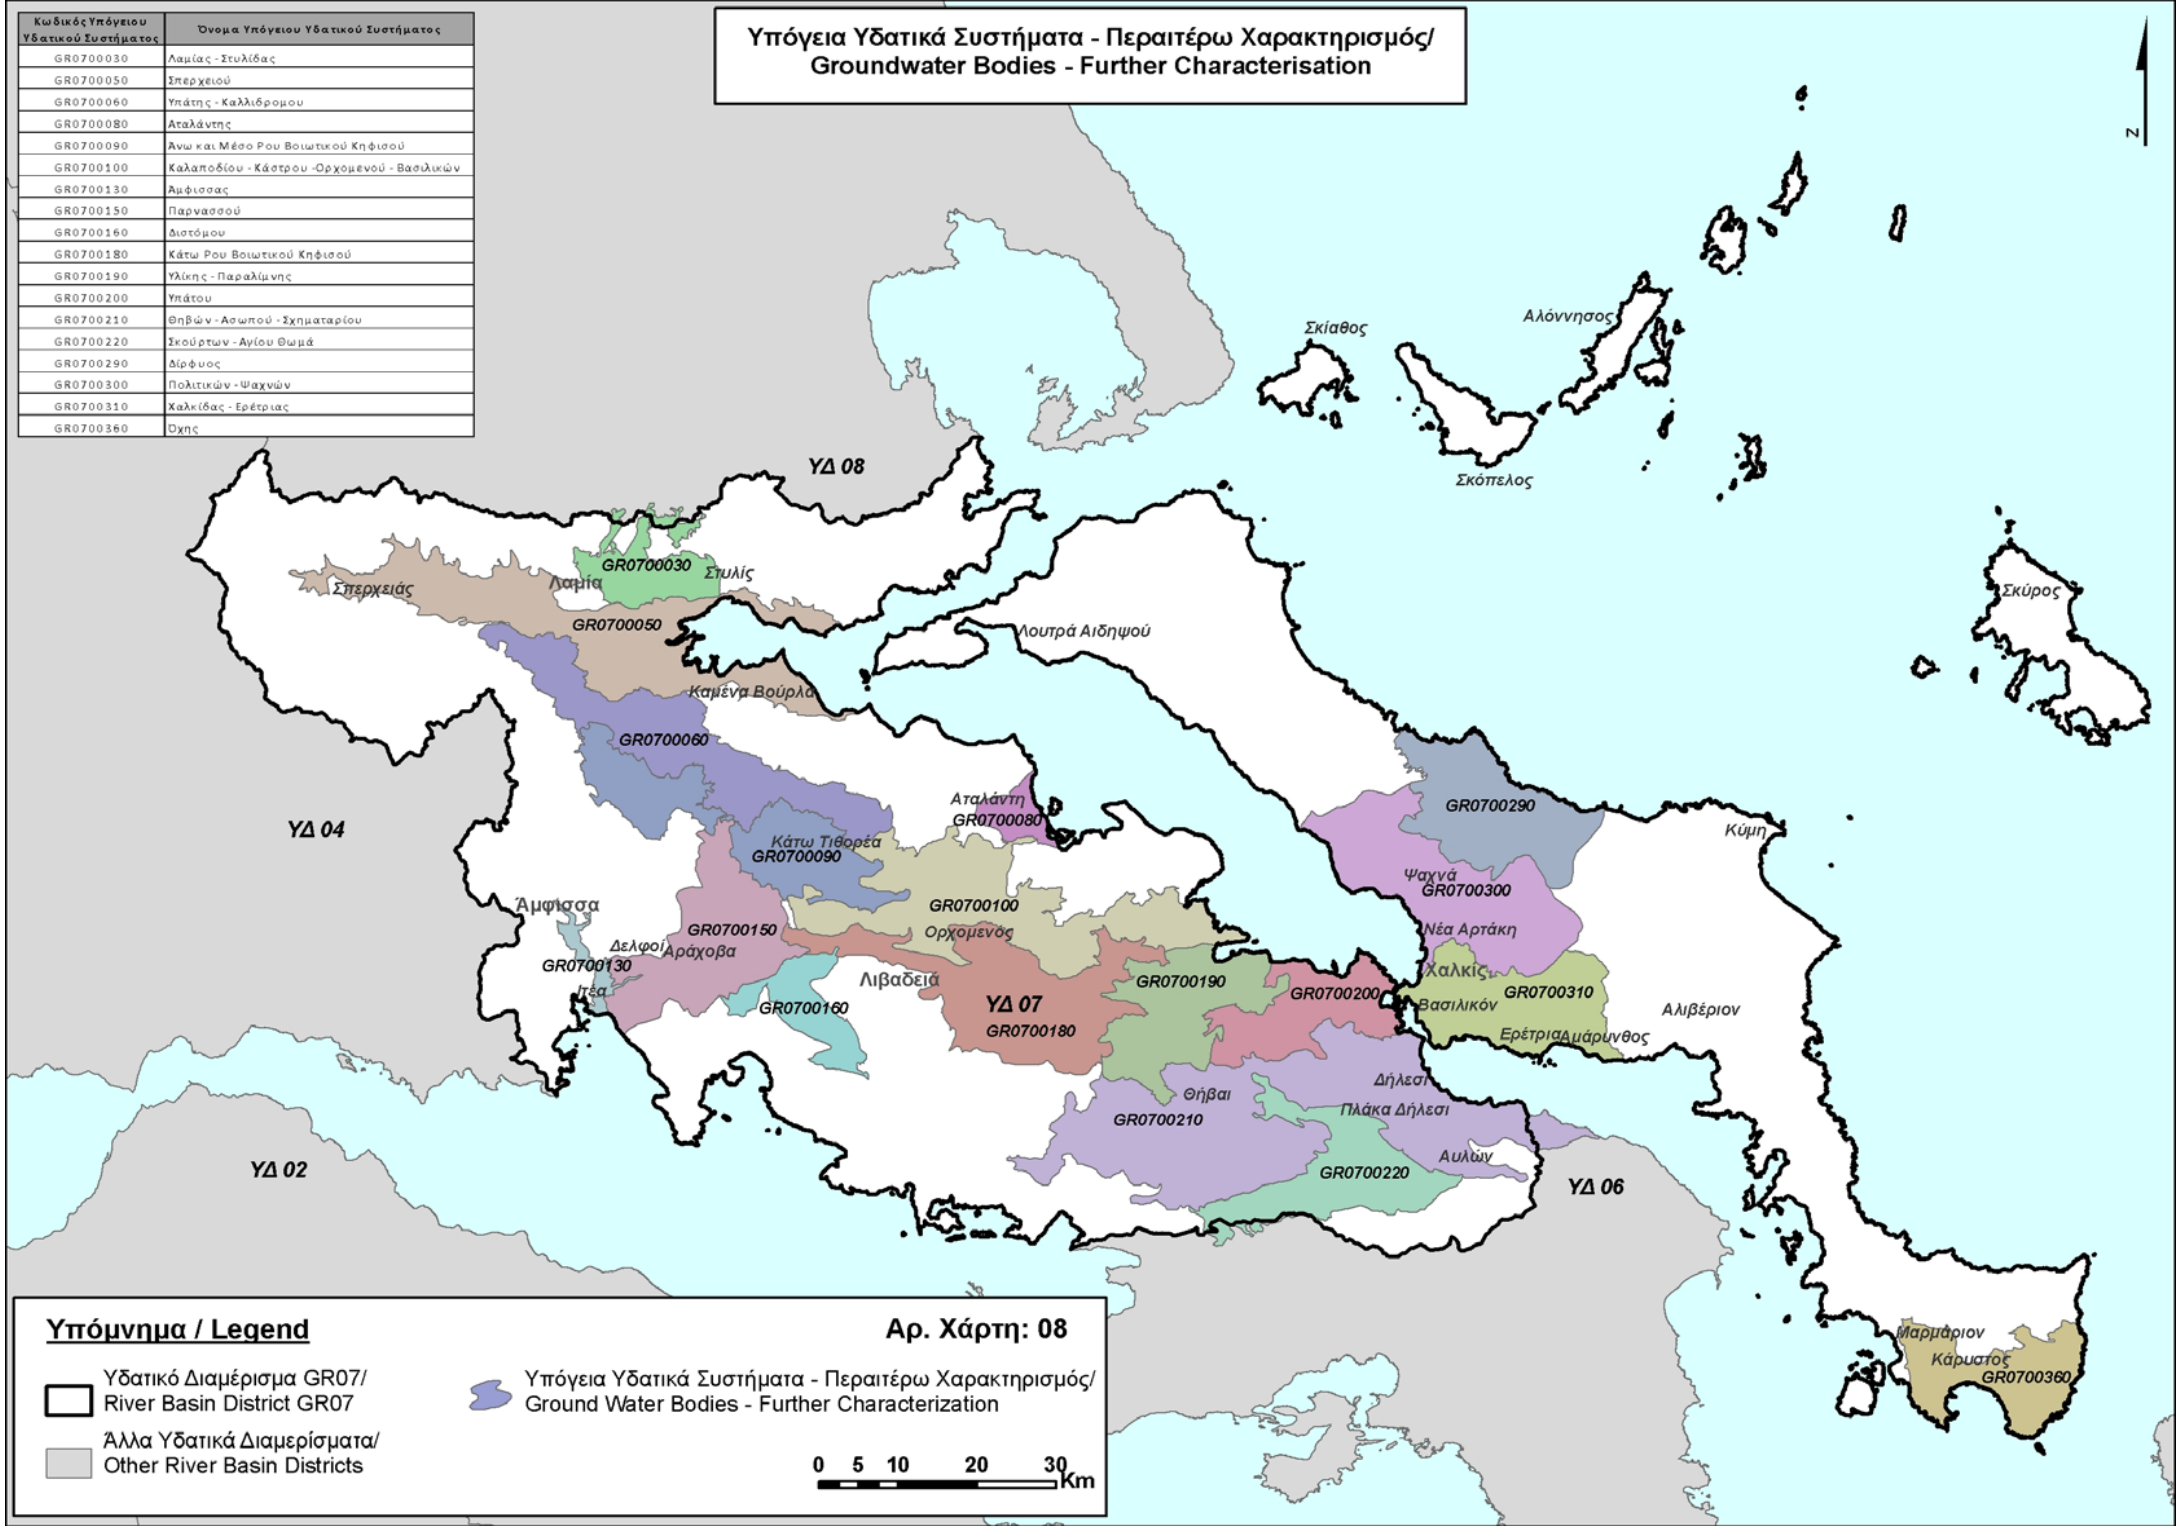 Κωδικός Υπόγειου
Υδατικού Συστήματος
Όνομα Υπόγειου Υδατικού Συστήματος
GR0700030 Λαμίας - Στυλίδας
GR0700050 Σπερχειού
GR0700060 Υπάτης - Καλλιδρομου
GR0700080 Αταλάντης
GR0700090 Άνω και Μέσο Ρου Βοιωτικού Κηφισού
GR0700100 Καλαποδίου - Κάστρου -Ορχομενού - Βασιλικών
GR0700130 Άμφισσας
GR0700150 Παρνασσού
GR0700160 Διστόμου
GR0700180 Κάτω Ρου Βοιωτικού Κηφισού
GR0700190 Υλίκης - Παραλίμνης
GR0700200 Υπάτου
GR0700210 Θηβών - Ασωπού - Σχηματαρίου
GR0700220 Σκούρτων - Αγίου Θωμά
GR0700290 Δίρφυος
GR0700300 Πολιτικών - Ψαχνών
GR0700310 Χαλκίδας - Ερέτριας
GR0700360 Όχης
Υπόγεια Υδατικά Συστήματα - Περαιτέρω Χαρακτηρισμός/
Groundwater Bodies - Further Characterisation
N
Σκίαθος
Αλόννησος
Σκόπελος
Σκύρος
ΥΔ 08
GR0700030
Στυλίς
Λαμία
Σπερχειάς
GR0700050
Λουτρά Αιδηψού
Καμένα Βούρλα
GR0700060
Αταλάντη
GR0700080
GR0700290
Κύμη
ΥΔ 04
Κάτω Τιθορέα
GR0700090
Ψαχνά
GR0700300
Άμφισσα
GR0700100
GR0700150
Ορχομενός
Νέα Αρτάκη
Δελφοί
Αράχοβα
GR0700130
Ιτέα
Λιβαδειά
GR0700190
Χαλκίς
GR0700200
GR0700310
GR0700160
ΥΔ 07
GR0700180
Βασιλικόν
Αλιβέριον
Ερέτρια
Αμάρυνθος
Θήβαι
Δήλεσι
GR0700210
Πλάκα Δήλεσι
Αυλών
GR0700220
ΥΔ 02
ΥΔ 06
Μαρμάριον
Κάρυστος
GR0700360
Υπόμνημα / Legend
Αρ. Χάρτη: 08
Υδατικό Διαμέρισμα GR07/
River Basin District GR07
Υπόγεια Υδατικά Συστήματα - Περαιτέρω Χαρακτηρισμός/
Ground Water Bodies - Further Characterization
Άλλα Υδατικά Διαμερίσματα/
Other River Basin Districts
0 5 10 20 30
Km